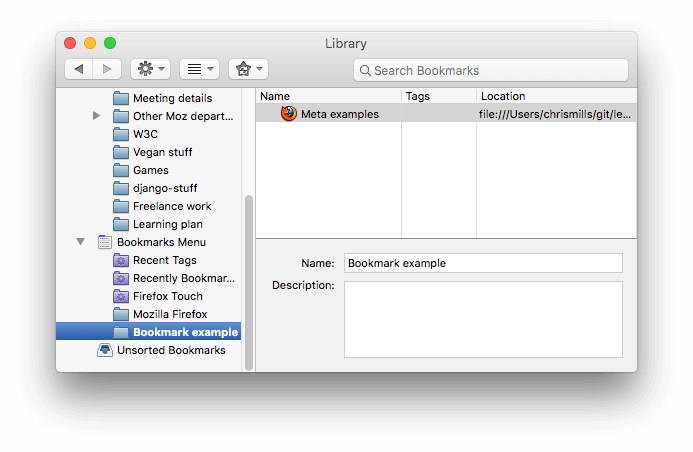 Library
Search Bookmarks
Meeting details
Other Moz depart...
W3C
Vegan stuff
Games
django-stuff
Freelance work
Learning plan
Bookmarks Menu
Recent Tags
Recently Bookmar...
Firefox Touch
Mozilla Firefox
Bookmark example
Unsorted Bookmarks
Name Tags Location
Meta examples file:///Users/chrismills/git/le...
Name: Bookmark example
Description: